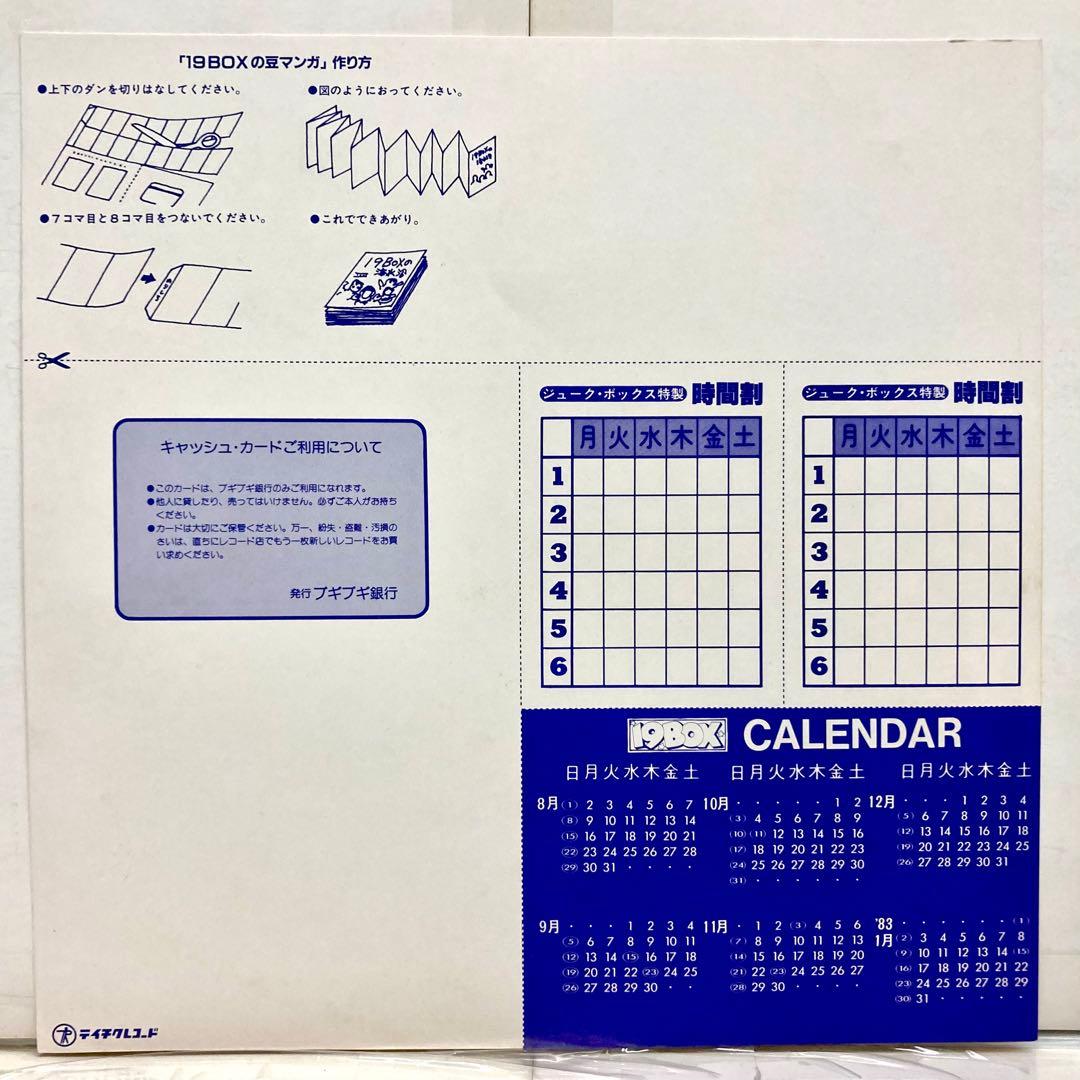 「19BOXの豆マンガ」作り方
●上下のダンを切りはなしてください。
●図のようにおってください。
●7コマ目と8コマ目をつないでください。
●これでできあがり。
19BOXの
ジューク・ボックス特製 時間割
月 火 水 木 金 土
1
2
3
4
5
6
ジューク・ボックス特製 時間割
月 火 水 木 金 土
1
2
3
4
5
6
キャッシュ・カードご利用について
●このカードは、ブギブギ銀行のみご利用になれます。
●他人に貸したり、売ってはいけません。必ずご本人がお持ち
ください。
●カードは大切にご保管ください。万一、紛失・盗難・汚損の
さいは、直ちにレコード店でもう一枚新しいレコードをお買
い求めください。
発行 ブギブギ銀行
19BOX CALENDAR
日月火水木金土
8月 (1) 2 3 4 5 6 7
(8) 9 10 11 12 13 14
(15) 16 17 18 19 20 21
(22) 23 24 25 26 27 28
(29) 30 31 · · · ·
日月火水木金土
10月 · · · · · 1 2
(3) 4 5 6 7 8 9
(10) (11) 12 13 14 15 16
(17) 18 19 20 21 22 23
(24) 25 26 27 28 29 30
(31) · · · · · ·
日月火水木金土
12月 · · · 1 2 3 4
(5) 6 7 8 9 10 11
(12) 13 14 15 16 17 18
(19) 20 21 22 23 24 25
(26) 27 28 29 30 31 ·
9月 · · · 1 2 3 4
(5) 6 7 8 9 10 11
(12) 13 14 (15) 16 17 18
(19) 20 21 22 (23) 24 25
(26) 27 28 29 30 · ·
11月 · 1 2 (3) 4 5 6
(7) 8 9 10 11 12 13
(14) 15 16 17 18 19 20
(21) 22 (23) 24 25 26 27
(28) 29 30 · · · ·
'83 · · · · · · (1)
1月 (2) 3 4 5 6 7 8
(9) 10 11 12 13 14 (15)
(16) 17 18 19 20 21 22
(23) 24 25 26 27 28 29
(30) 31 · · · · ·
テイチクレコード